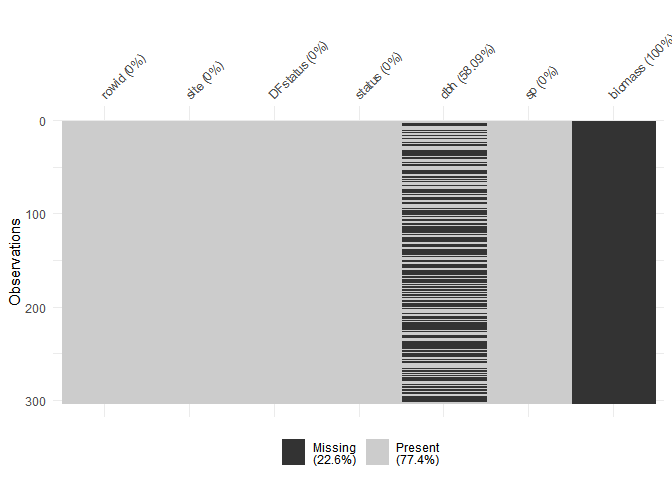 rowid (0%)
site (0%)
DFstatus (0%)
status (0%)
dbh (58.09%)
sp (0%)
biomass (100%)
0
100
200
300
Observations
Missing
(22.6%)
Present
(77.4%)